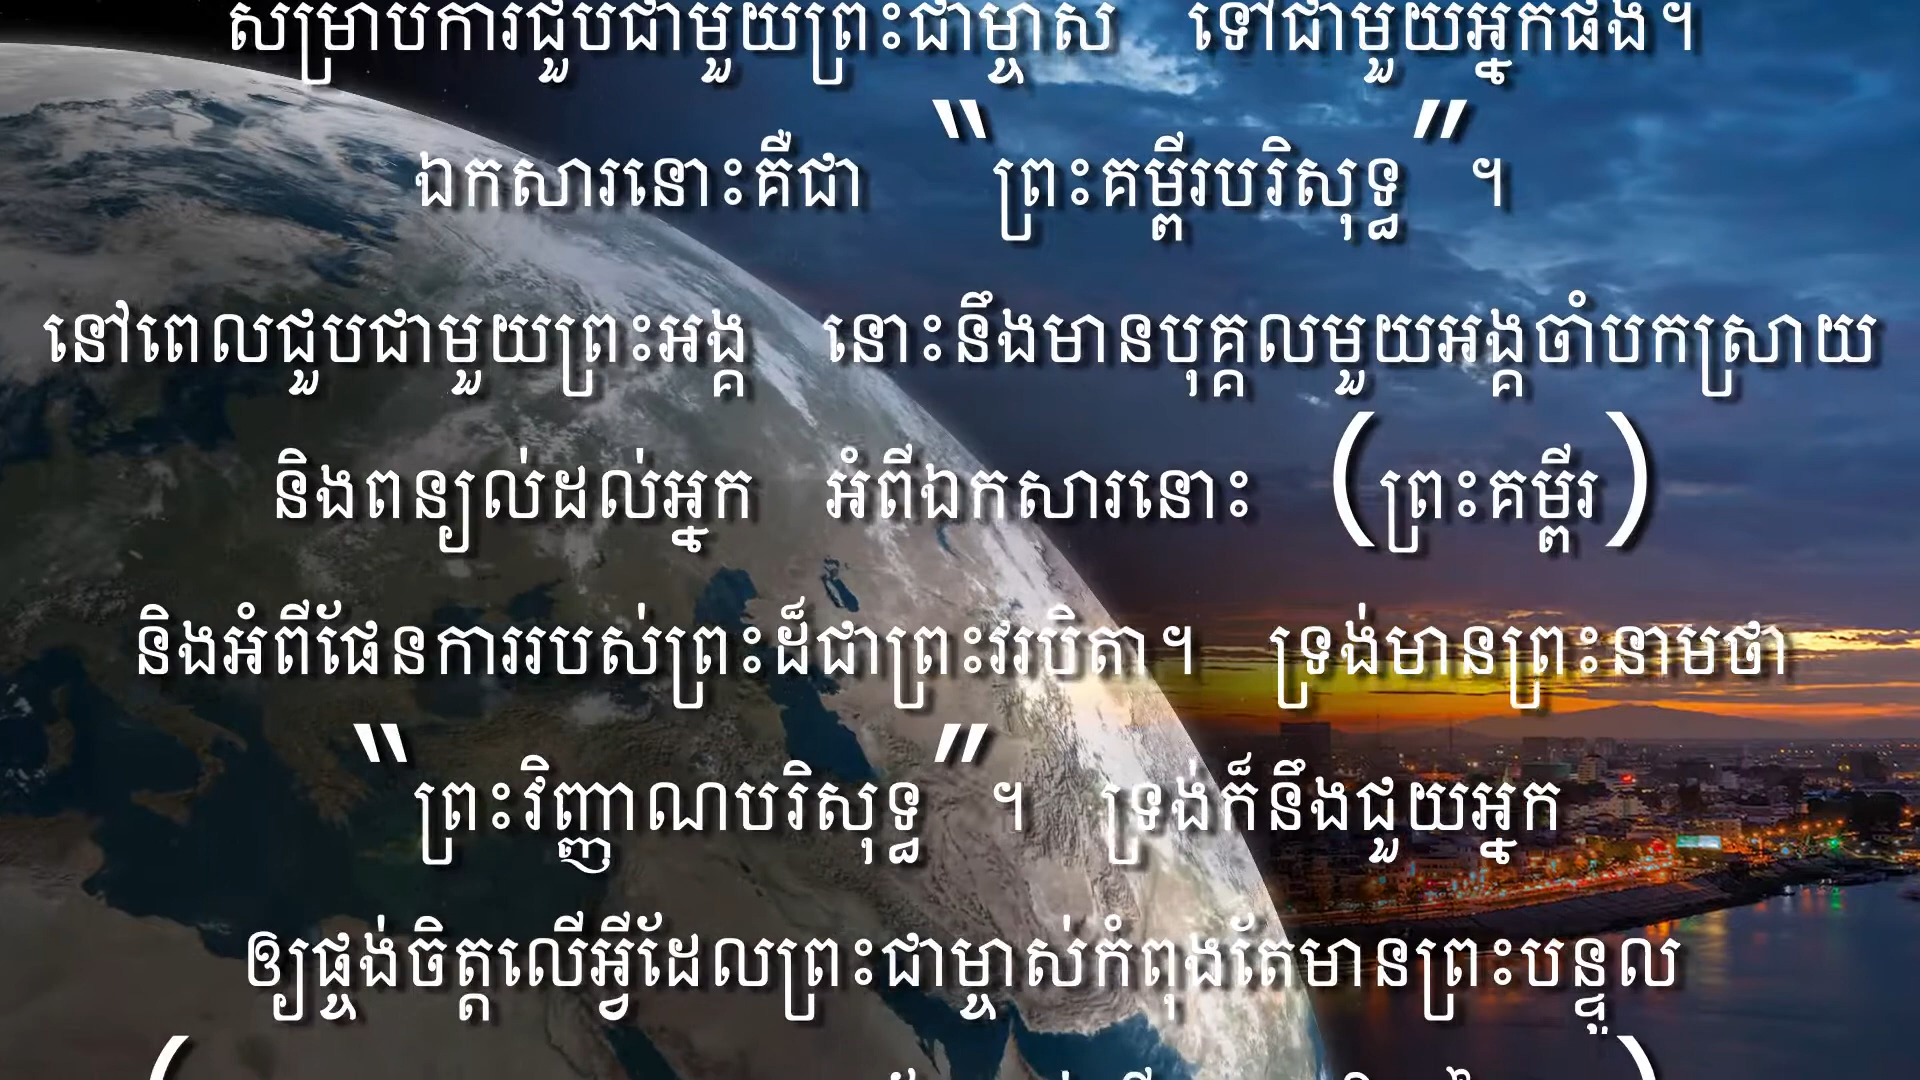 សម្រាប់ការជួបជាមួយព្រះជាម្ចាស់ ទៅជាមួយអ្នកផង។
ឯកសារនោះគឺជា “ព្រះគម្ពីរបរិសុទ្ធ”។
នៅពេលជួបជាមួយព្រះអង្គ នោះនឹងមានបុគ្គលមួយអង្គចាំបកស្រាយ
និងពន្យល់ដល់អ្នក អំពីឯកសារនោះ (ព្រះគម្ពីរ)
និងអំពីផែនការរបស់ព្រះដ៏ជាព្រះវរបិតា។ ទ្រង់មានព្រះនាមថា
“ព្រះវិញ្ញាណបរិសុទ្ធ”។ ទ្រង់ក៏នឹងជួយអ្នក
ឲ្យផ្ចង់ចិត្តលើអ្វីដែលព្រះជាម្ចាស់កំពុងតែមានព្រះបន្ទូល